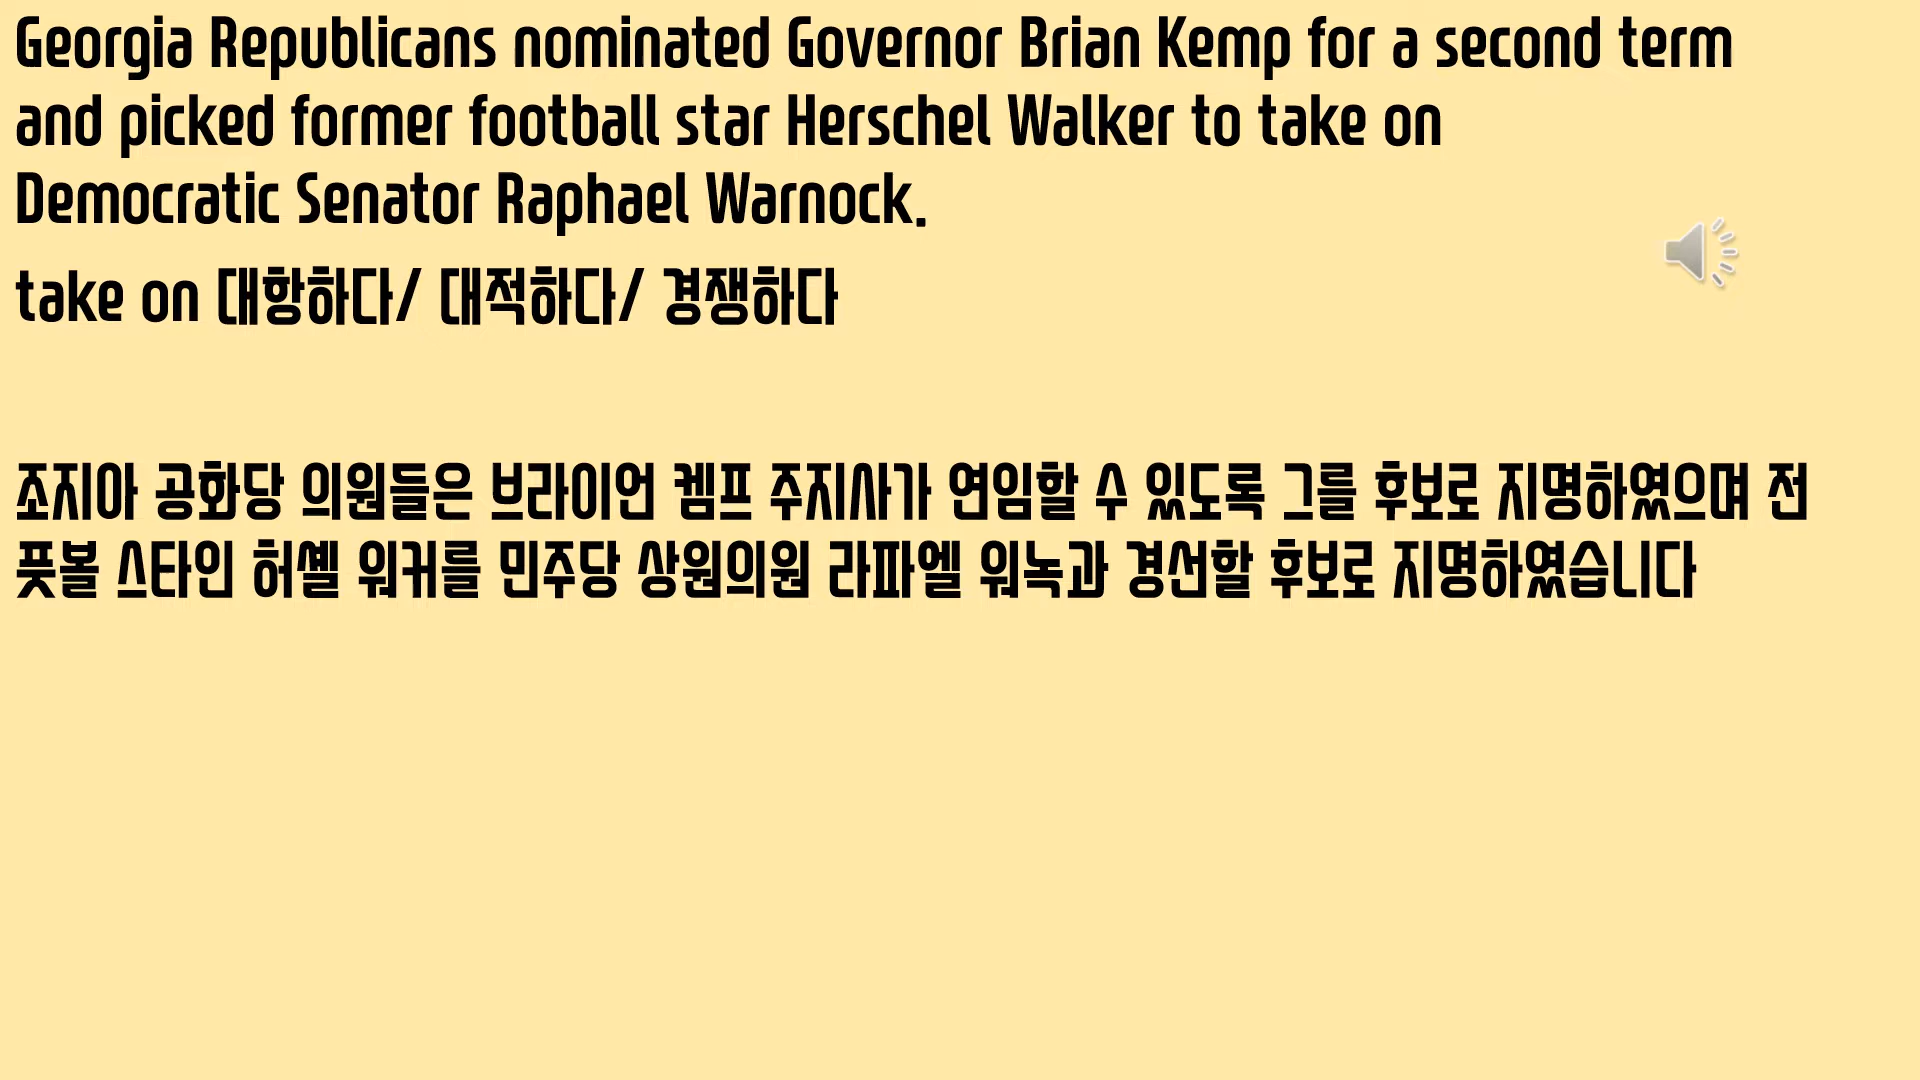 Georgia Republicans nominated Governor Brian Kemp for a second term
and picked former football star Herschel Walker to take on
Democratic Senator Raphael Warnock.
take on 대항하다/ 대적하다/ 경쟁하다
조지아 공화당 의원들은 브라이언 켐프 주지사가 연임할 수 있도록 그를 후보로 지명하였으며 전
풋볼 스타인 허셸 워커를 민주당 상원의원 라파엘 워녹과 경선할 후보로 지명하였습니다